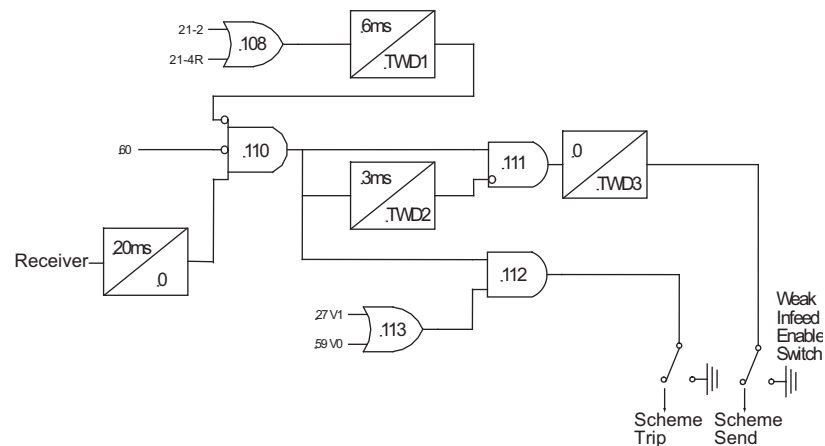 21-2
21-4R
.108
.6ms
.TWD1
.60
.110
.3ms
.TWD2
.111
.0
.TWD3
Receiver
.20ms
.0
.112
.27 V1
.59 V0
.113
Weak
Infeed
Enable
Switch
Scheme
Trip
Scheme
Send